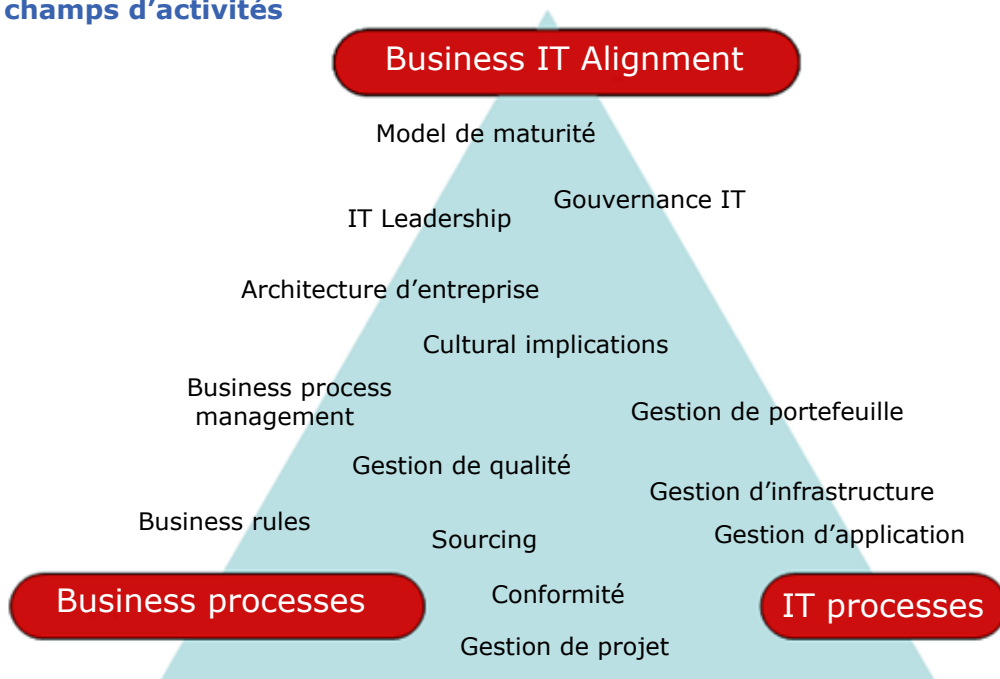 champs d’activités
Business IT Alignment
Model de maturité
Gouvernance IT
IT Leadership
Architecture d’entreprise
Cultural implications
Business process
management
Gestion de portefeuille
Gestion de qualité
Gestion d’infrastructure
Business rules
Gestion d’application
Sourcing
Business processes
Conformité
IT processes
Gestion de projet